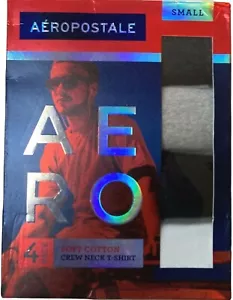 AÉROPOSTALE
SMALL
A E
R O
4
SOFT COTTON
CREW NECK T-SHIRT